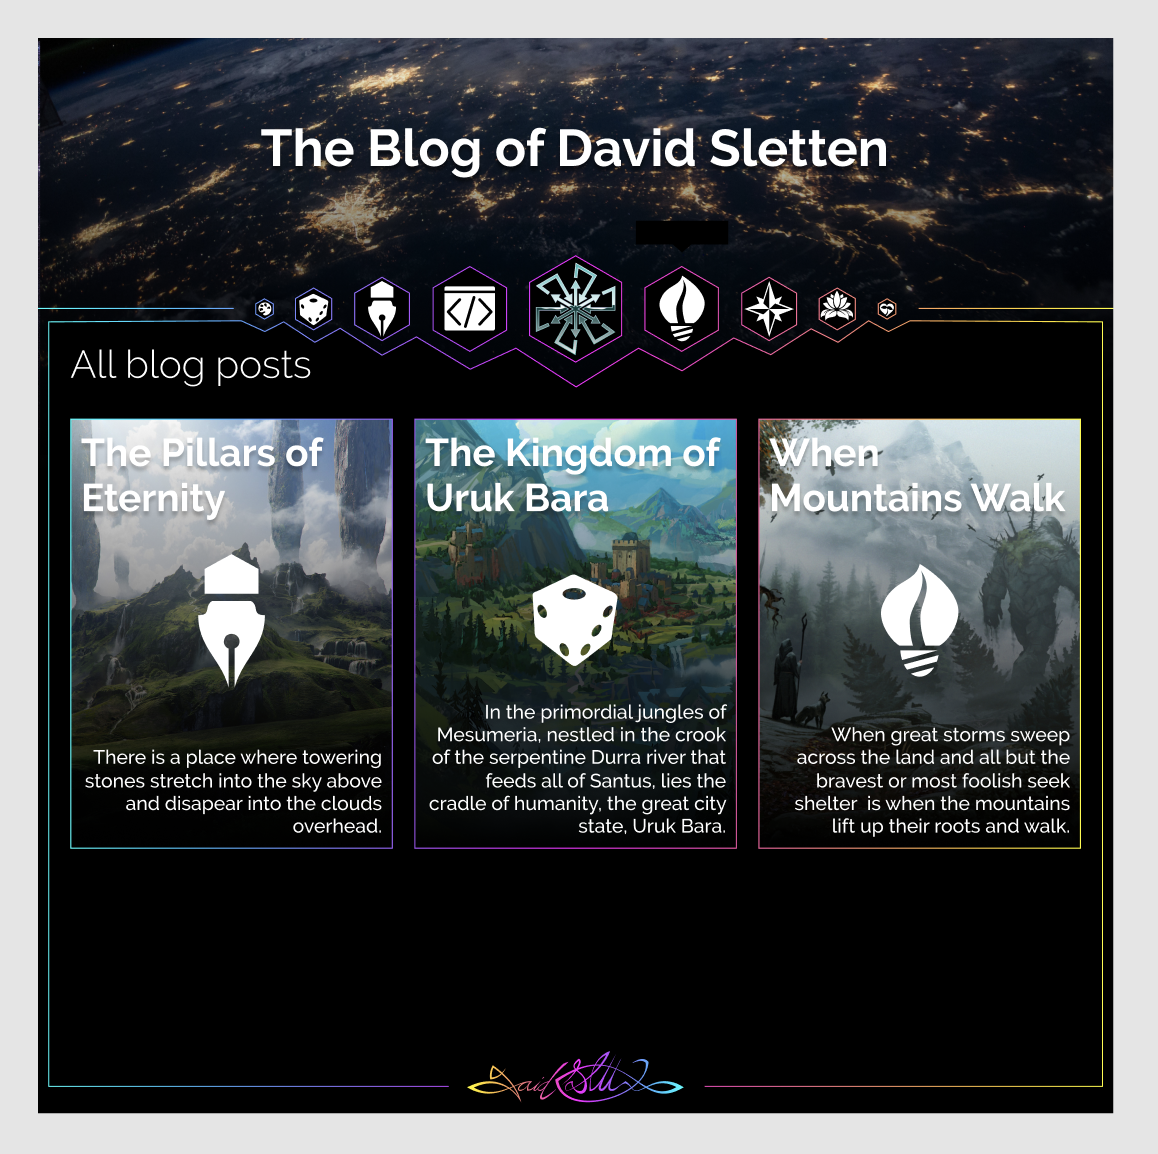 The Blog of David Sletten
All blog posts
The Pillars of
Eternity
There is a place where towering
stones stretch into the sky above
and disapear into the clouds
overhead.
The Kingdom of
Uruk Bara
In the primordial jungles of
Mesumeria, nestled in the crook
of the serpentine Durra river that
feeds all of Santus, lies the
cradle of humanity, the great city
state, Uruk Bara.
When
Mountains Walk
When great storms sweep
across the land and all but the
bravest or most foolish seek
shelter  is when the mountains
lift up their roots and walk.